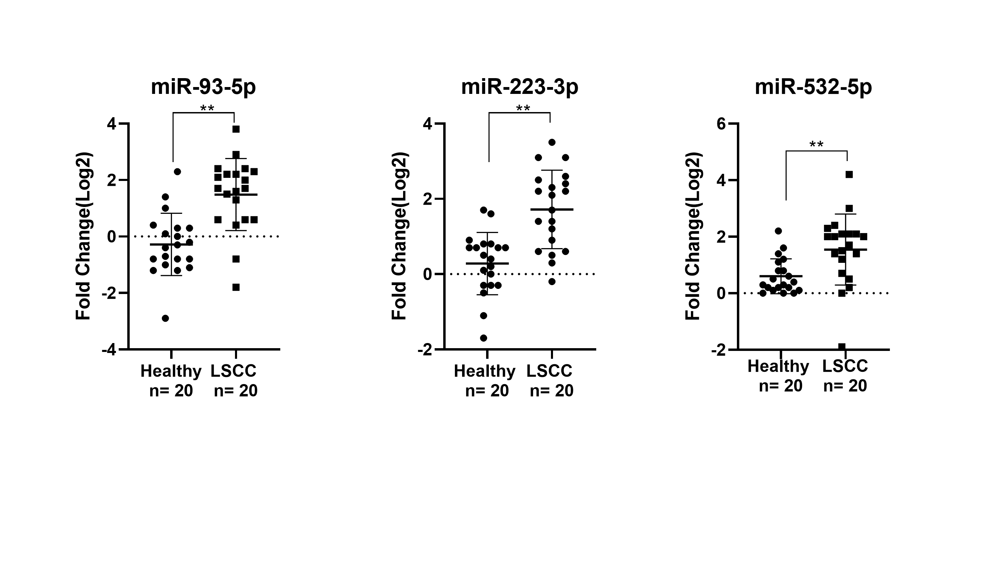 miR-93-5p
**
4
2
0
-2
-4
Fold Change(Log2)
Healthy LSCC
n= 20 n= 20
miR-223-3p
**
4
2
0
-2
Fold Change(Log2)
Healthy LSCC
n= 20 n= 20
miR-532-5p
**
6
4
2
0
-2
Fold Change(Log2)
Healthy LSCC
n= 20 n= 20